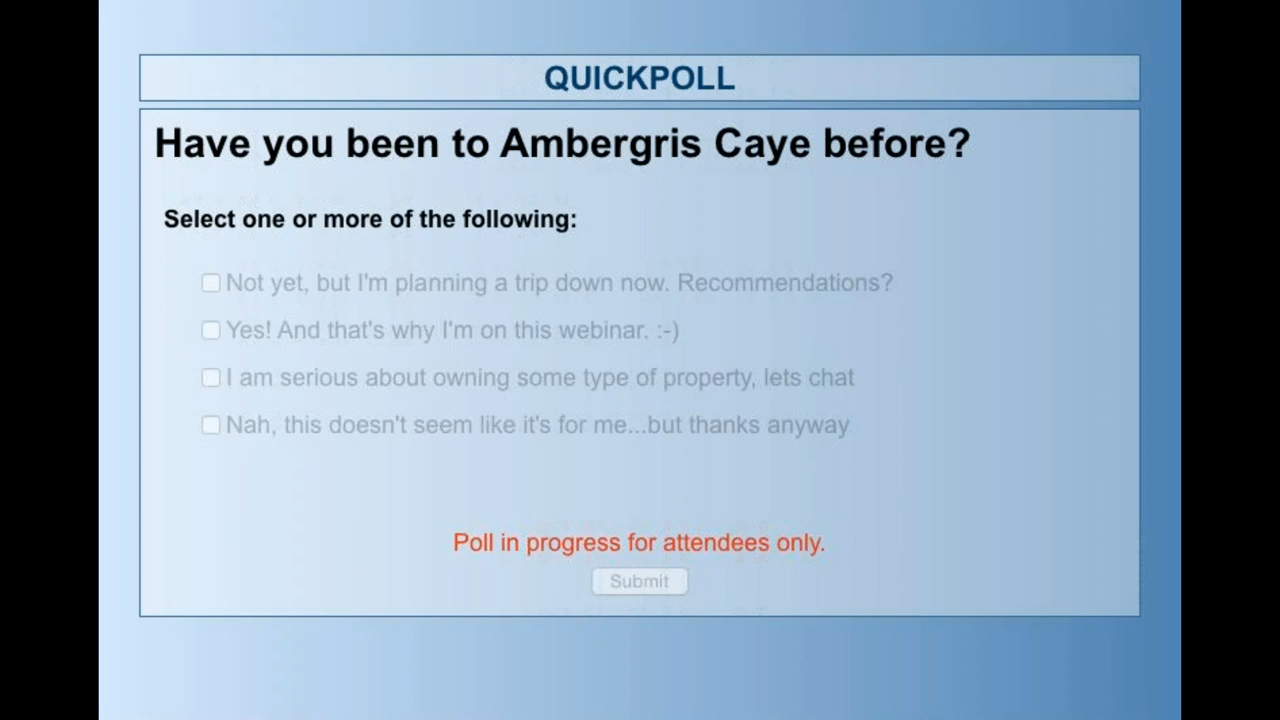 QUICKPOLL
Have you been to Ambergris Caye before?
Select one or more of the following:
Not yet, but I'm planning a trip down now. Recommendations?
Yes! And that's why I'm on this webinar. :-)
I am serious about owning some type of property, lets chat
Nah, this doesn't seem like it's for me...but thanks anyway
Poll in progress for attendees only.
Submit